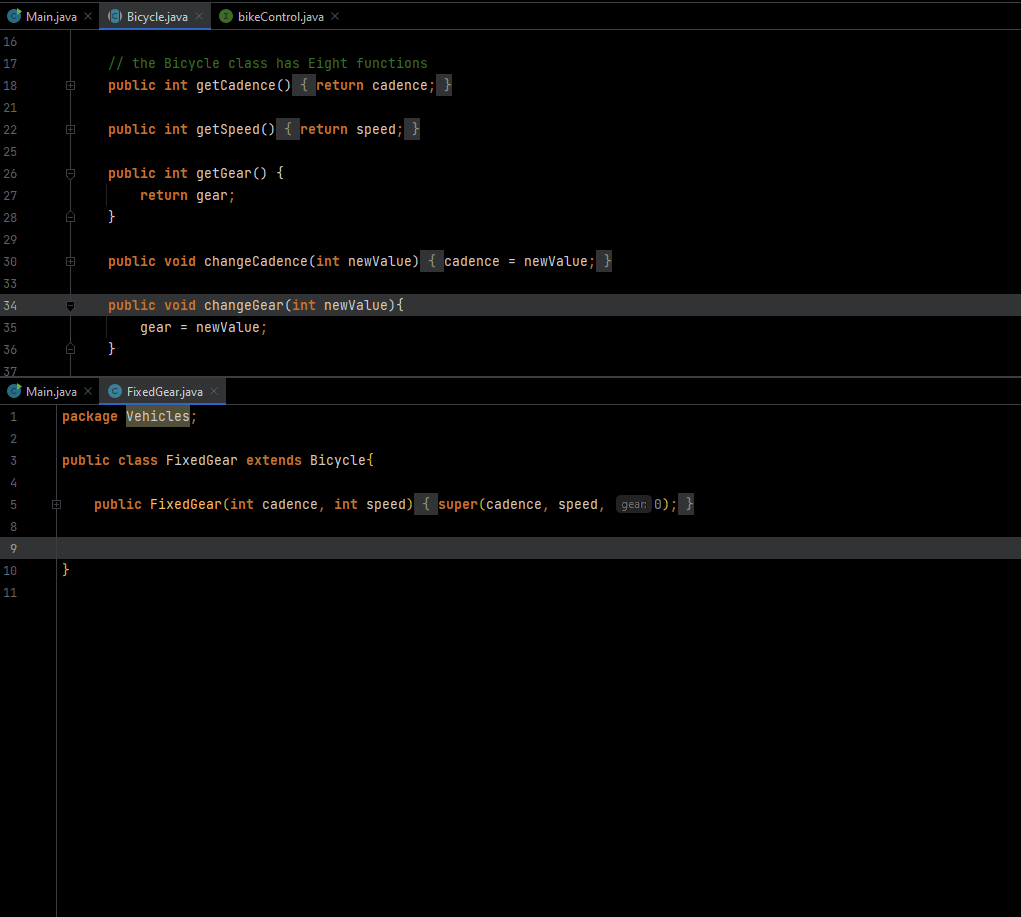 Main.java Bicycle.java bikeControl.java
16
17 // the Bicycle class has Eight functions
18 public int getCadence() { return cadence; }
21
22 public int getSpeed() { return speed; }
25
26 public int getGear() {
27 return gear;
28 }
29
30 public void changeCadence(int newValue) { cadence = newValue; }
33
34 public void changeGear(int newValue){
35 gear = newValue;
36 }
37
Main.java FixedGear.java
1 package Vehicles;
2
3 public class FixedGear extends Bicycle{
4
5 public FixedGear(int cadence, int speed) { super(cadence, speed, gear: 0); }
8
9
10 }
11